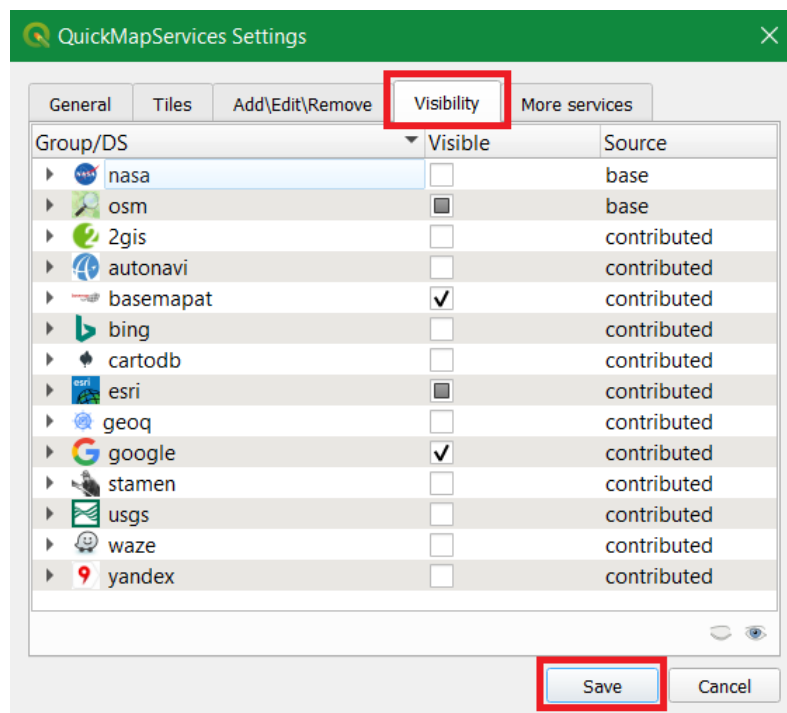 QuickMapServices Settings
General Tiles Add\Edit\Remove Visibility More services
Group/DS Visible Source
nasa base
osm base
2gis contributed
autonavi contributed
basemapat contributed
bing contributed
cartodb contributed
esri contributed
geoq contributed
google contributed
stamen contributed
usgs contributed
waze contributed
yandex contributed
Save Cancel